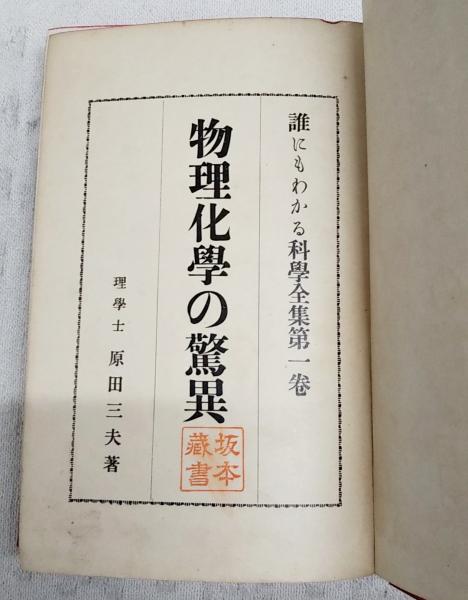 誰にもわかる科學全集第一卷
物理化學の驚異
理學士 原田三夫著
坂本
藏書